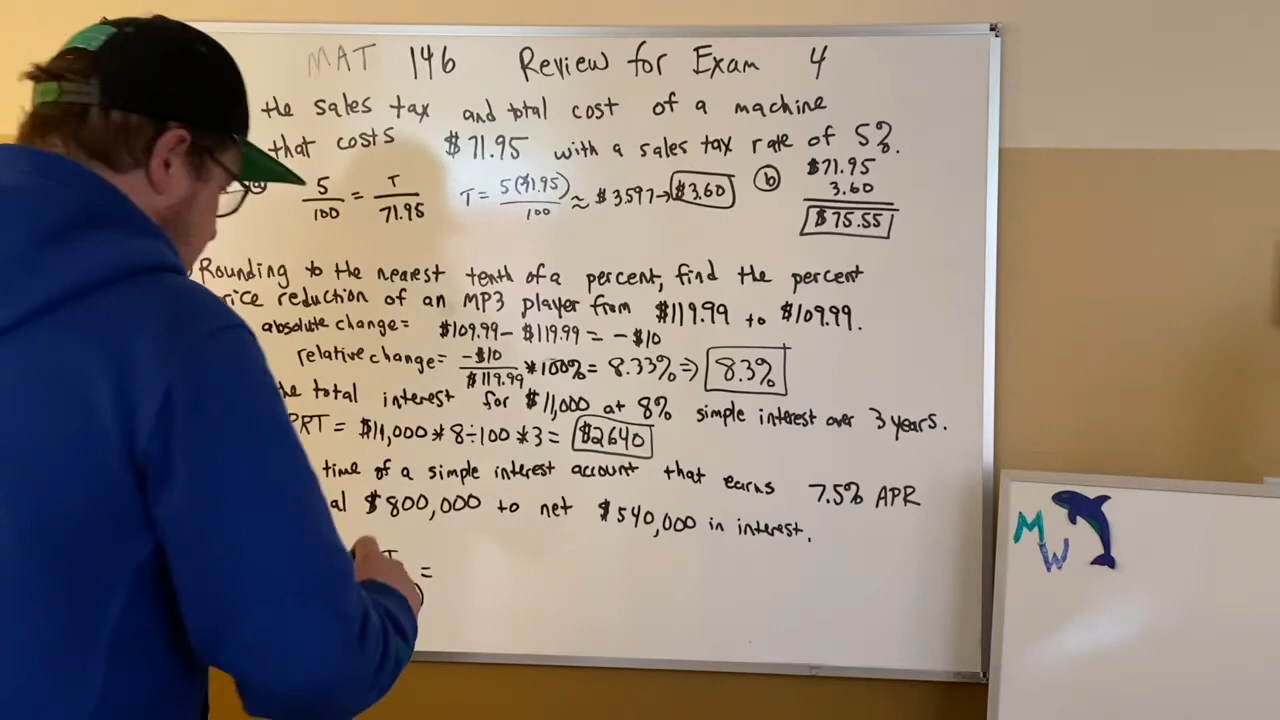 MAT 146 Review for Exam 4
the sales tax and total cost of a machine
that costs $71.95 with a sales tax rate of 5%.
a 5/100 = T/71.95 T = 5($71.95)/100 ≈ $3.597→ $3.60 b $71.95
3.60
$75.55
Rounding to the nearest tenth of a percent, find the percent
rice reduction of an MP3 player from $119.99 to $109.99.
absolute change = $109.99 - $119.99 = -$10
relative change = -$10/$119.99 * 100% = 8.33% ⇒ 8.3%
the total interest for $11,000 at 8% simple interest over 3 years.
PRT = $11,000 * 8÷100 * 3 = $2640
time of a simple interest account that earns 7.5% APR
al $800,000 to net $540,000 in interest.
=
MW